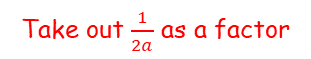 Take out 1/2a as a factor